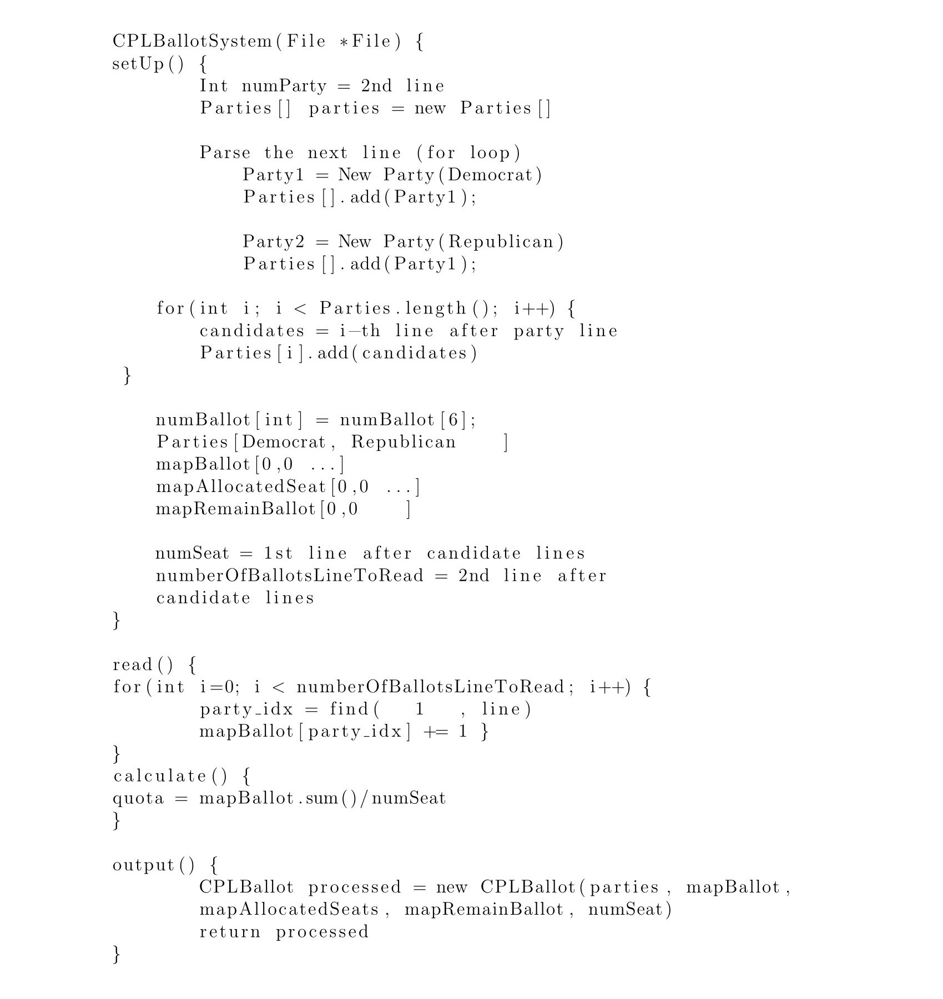 CPLBallotSystem(File *File) {
setUp() {
Int numParty = 2nd line
Parties[] parties = new Parties[]
Parse the next line (for loop)
Party1 = New Party(Democrat)
Parties[].add(Party1);
Party2 = New Party(Republican)
Parties[].add(Party1);
for(int i; i < Parties.length(); i++) {
candidates = i-th line after party line
Parties[i].add(candidates)
}
numBallot[int] = numBallot[6];
Parties[Democrat, Republican ]
mapBallot[0,0 ...]
mapAllocatedSeat[0,0 ...]
mapRemainBallot[0,0 ]
numSeat = 1st line after candidate lines
numberOfBallotsLineToRead = 2nd line after
candidate lines
}
read() {
for(int i=0; i < numberOfBallotsLineToRead; i++) {
party_idx = find( 1 , line)
mapBallot[party_idx] += 1 }
}
calculate() {
quota = mapBallot.sum()/numSeat
}
output() {
CPLBallot processed = new CPLBallot(parties, mapBallot,
mapAllocatedSeats, mapRemainBallot, numSeat)
return processed
}